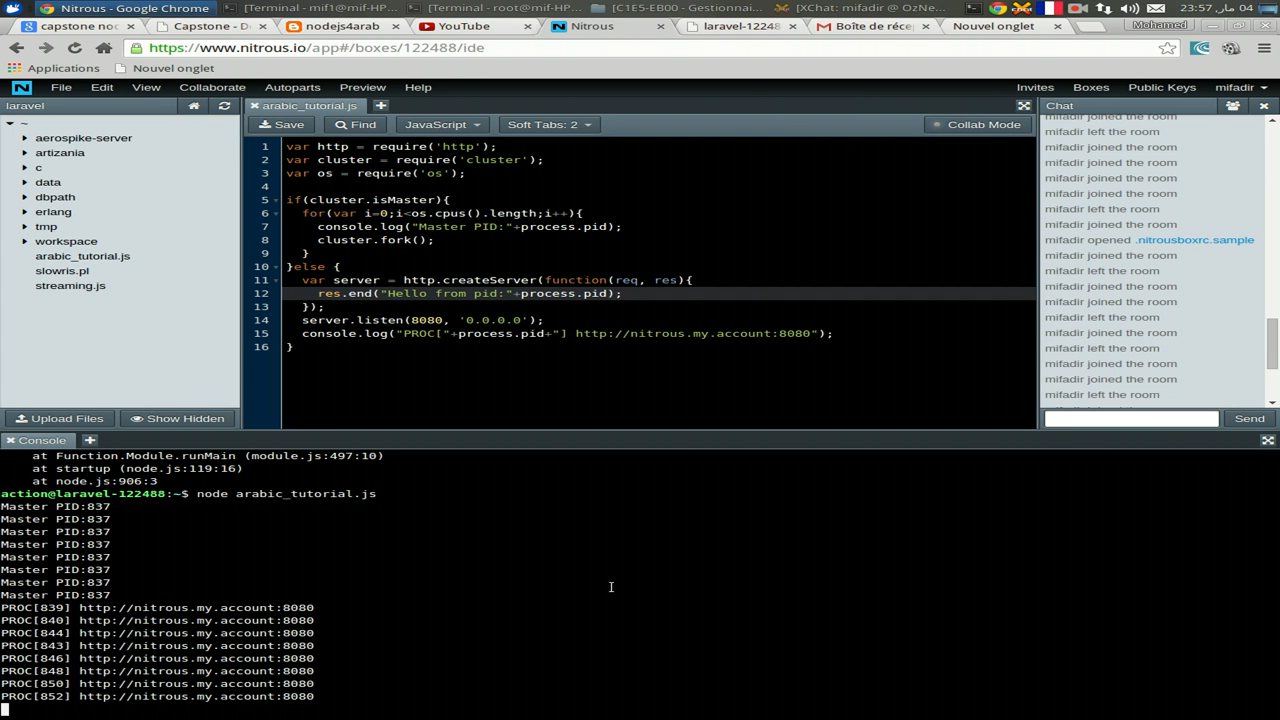 Nitrous - Google Chrome
[Terminal - mif1@mif-HP...
[Terminal - root@mif-HP...
[C1E5-EB00 - Gestionnai...
[XChat: mifadir @ OzNe...
04 مار, 23:57
capstone noc
Capstone - De
nodejs4arab
YouTube
Nitrous
laravel-12248
Boîte de récep
Nouvel onglet
Mohamed
https://www.nitrous.io/app#/boxes/122488/ide
Applications
Nouvel onglet
File Edit View Collaborate Autoparts Preview Help
Invites Boxes Public Keys mifadir
laravel
arabic_tutorial.js
Chat
Save Find JavaScript Soft Tabs: 2 Collab Mode
~
aerospike-server
artizania
c
data
dbpath
erlang
tmp
workspace
arabic_tutorial.js
slowris.pl
streaming.js
Upload Files Show Hidden
1 var http = require('http');
2 var cluster = require('cluster');
3 var os = require('os');
4
5 if(cluster.isMaster){
6 for(var i=0;i<os.cpus().length;i++){
7 console.log("Master PID:"+process.pid);
8 cluster.fork();
9 }
10 }else {
11 var server = http.createServer(function(req, res){
12 res.end("Hello from pid:"+process.pid);
13 });
14 server.listen(8080, '0.0.0.0');
15 console.log("PROC["+process.pid+"] http://nitrous.my.account:8080");
16 }
mifadir joined the room
mifadir left the room
mifadir joined the room
mifadir left the room
mifadir joined the room
mifadir joined the room
mifadir left the room
mifadir joined the room
mifadir opened .nitrousboxrc.sample
mifadir joined the room
mifadir left the room
mifadir joined the room
mifadir left the room
mifadir joined the room
mifadir joined the room
mifadir left the room
mifadir joined the room
mifadir joined the room
mifadir left the room
Send
Console
at Function.Module.runMain (module.js:497:10)
at startup (node.js:119:16)
at node.js:906:3
action@laravel-122488:~$ node arabic_tutorial.js
Master PID:837
Master PID:837
Master PID:837
Master PID:837
Master PID:837
Master PID:837
Master PID:837
Master PID:837
PROC[839] http://nitrous.my.account:8080
PROC[840] http://nitrous.my.account:8080
PROC[844] http://nitrous.my.account:8080
PROC[843] http://nitrous.my.account:8080
PROC[846] http://nitrous.my.account:8080
PROC[848] http://nitrous.my.account:8080
PROC[850] http://nitrous.my.account:8080
PROC[852] http://nitrous.my.account:8080